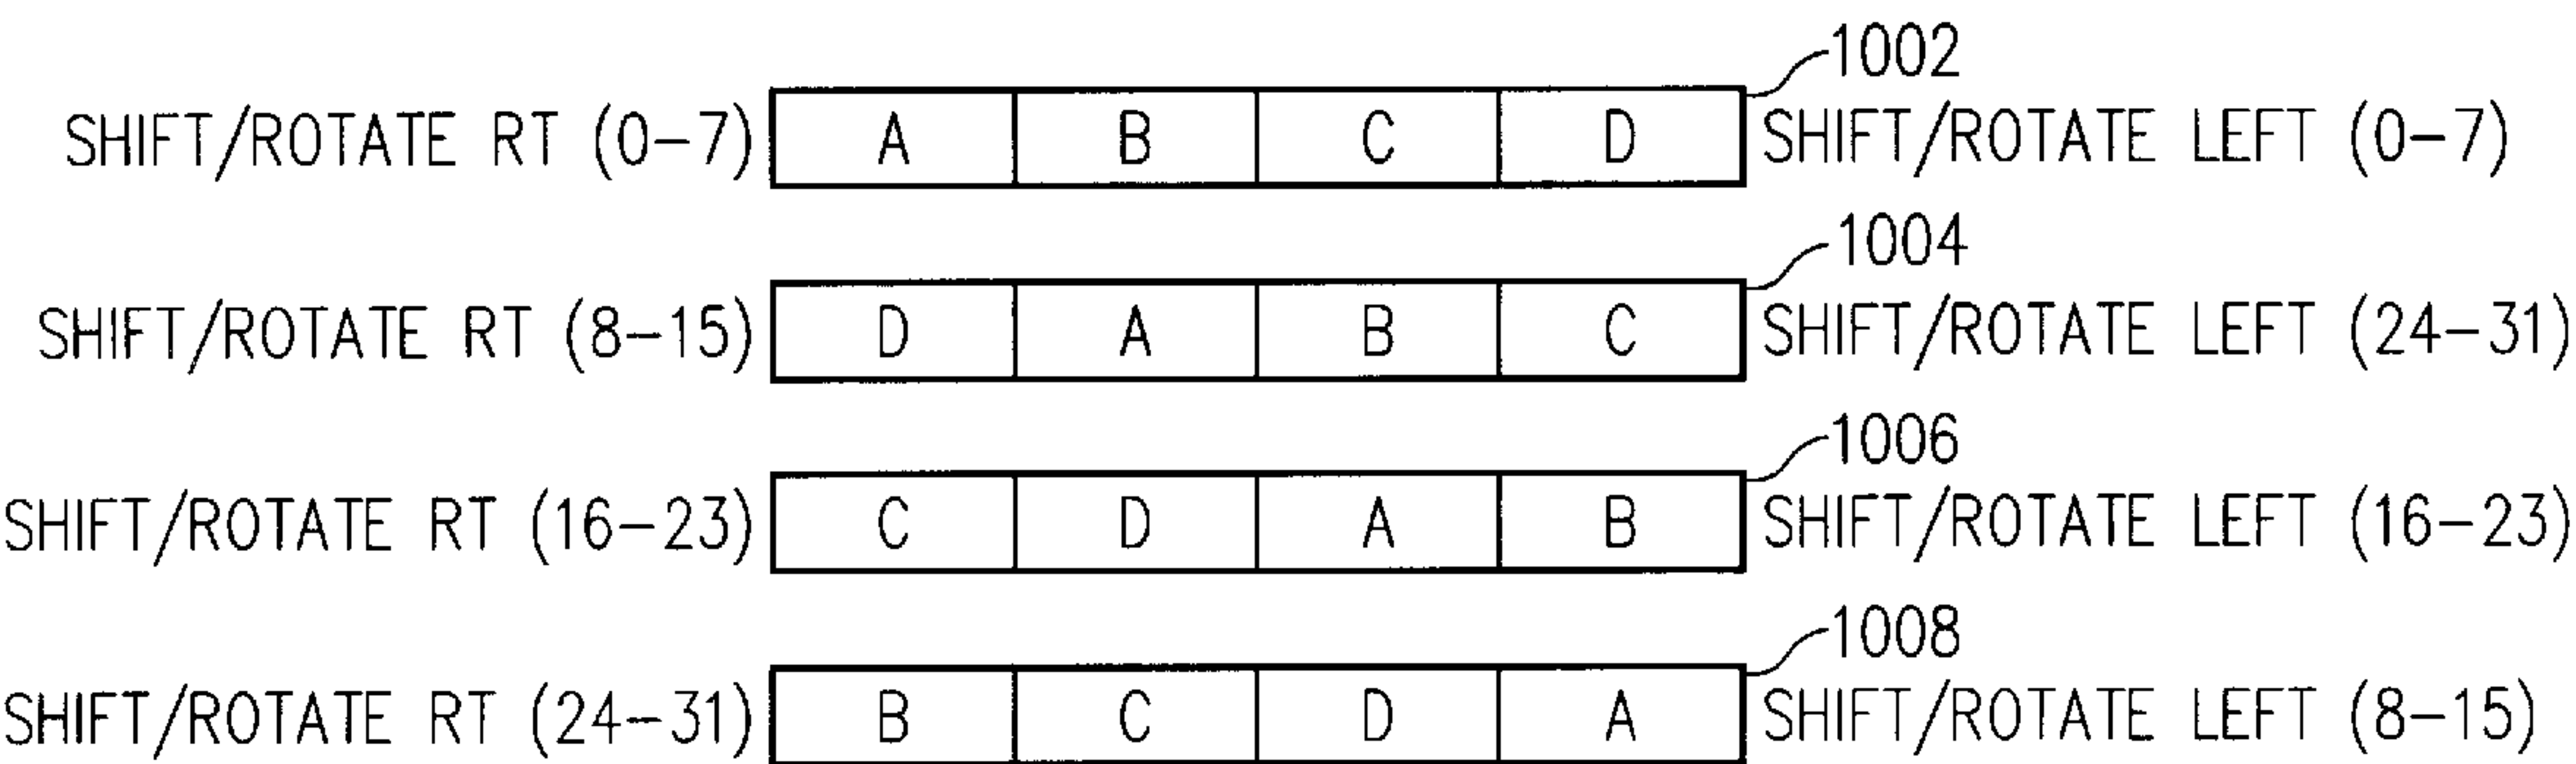 1002
SHIFT/ROTATE RT (0-7) A B C D SHIFT/ROTATE LEFT (0-7)
1004
SHIFT/ROTATE RT (8-15) D A B C SHIFT/ROTATE LEFT (24-31)
1006
SHIFT/ROTATE RT (16-23) C D A B SHIFT/ROTATE LEFT (16-23)
1008
SHIFT/ROTATE RT (24-31) B C D A SHIFT/ROTATE LEFT (8-15)